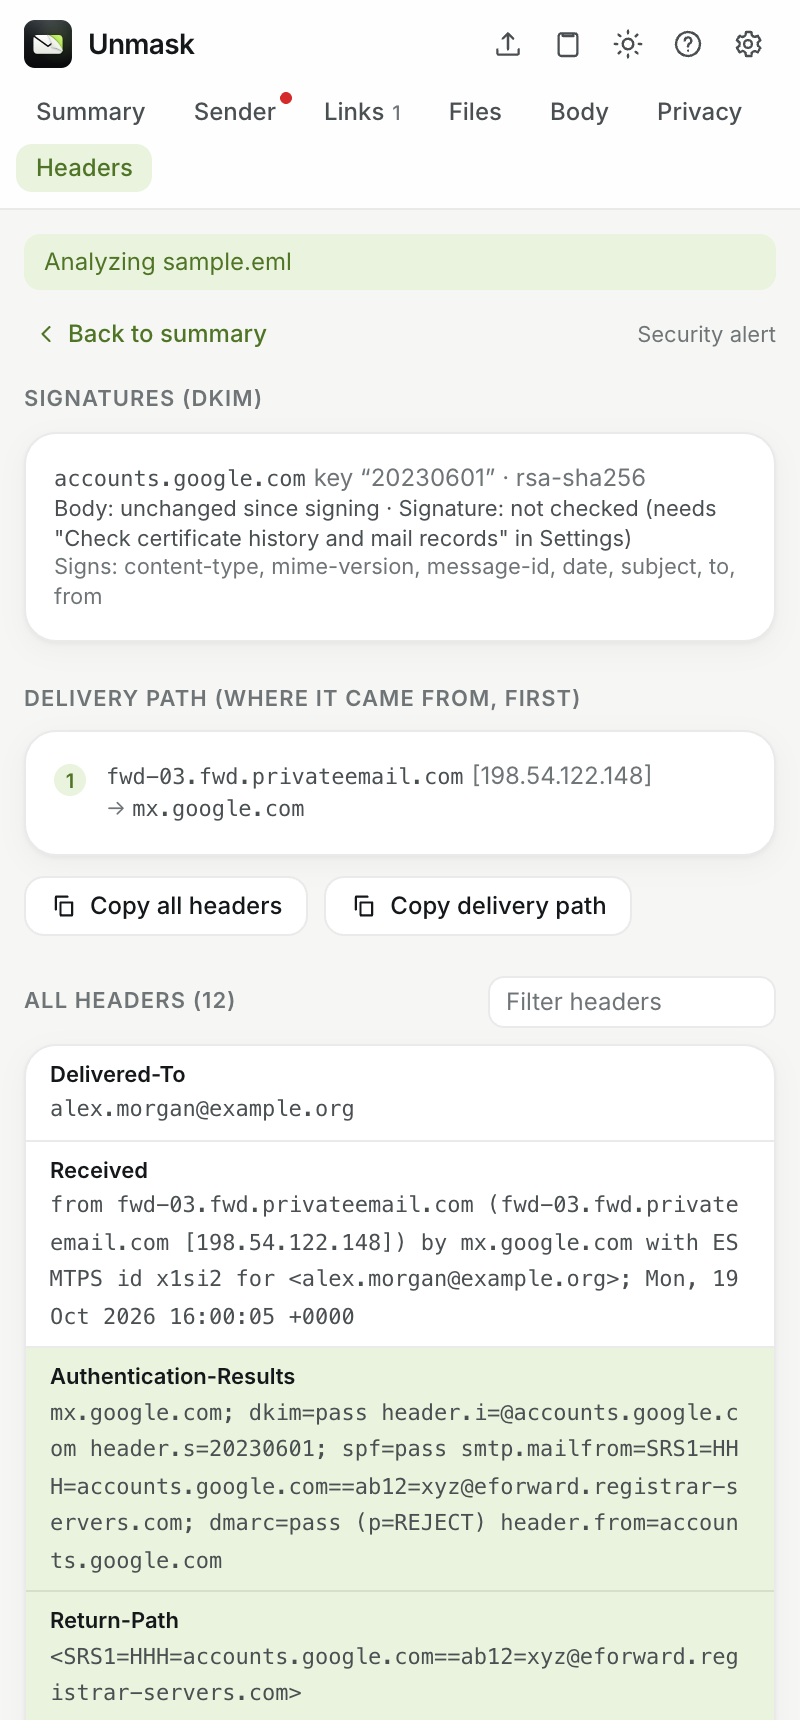 Unmask
Summary Sender Links 1 Files Body Privacy
Headers
Analyzing sample.eml
Back to summary Security alert
SIGNATURES (DKIM)
accounts.google.com key “20230601” · rsa-sha256
Body: unchanged since signing · Signature: not checked (needs
"Check certificate history and mail records" in Settings)
Signs: content-type, mime-version, message-id, date, subject, to,
from
DELIVERY PATH (WHERE IT CAME FROM, FIRST)
1 fwd-03.fwd.privateemail.com [198.54.122.148]
→ mx.google.com
Copy all headers Copy delivery path
ALL HEADERS (12) Filter headers
Delivered-To
alex.morgan@example.org
Received
from fwd-03.fwd.privateemail.com (fwd-03.fwd.private
email.com [198.54.122.148]) by mx.google.com with ES
MTPS id x1si2 for <alex.morgan@example.org>; Mon, 19
Oct 2026 16:00:05 +0000
Authentication-Results
mx.google.com; dkim=pass header.i=@accounts.google.c
om header.s=20230601; spf=pass smtp.mailfrom=SRS1=HH
H=accounts.google.com==ab12=xyz@eforward.registrar-s
ervers.com; dmarc=pass (p=REJECT) header.from=accoun
ts.google.com
Return-Path
<SRS1=HHH=accounts.google.com==ab12=xyz@eforward.reg
istrar-servers.com>